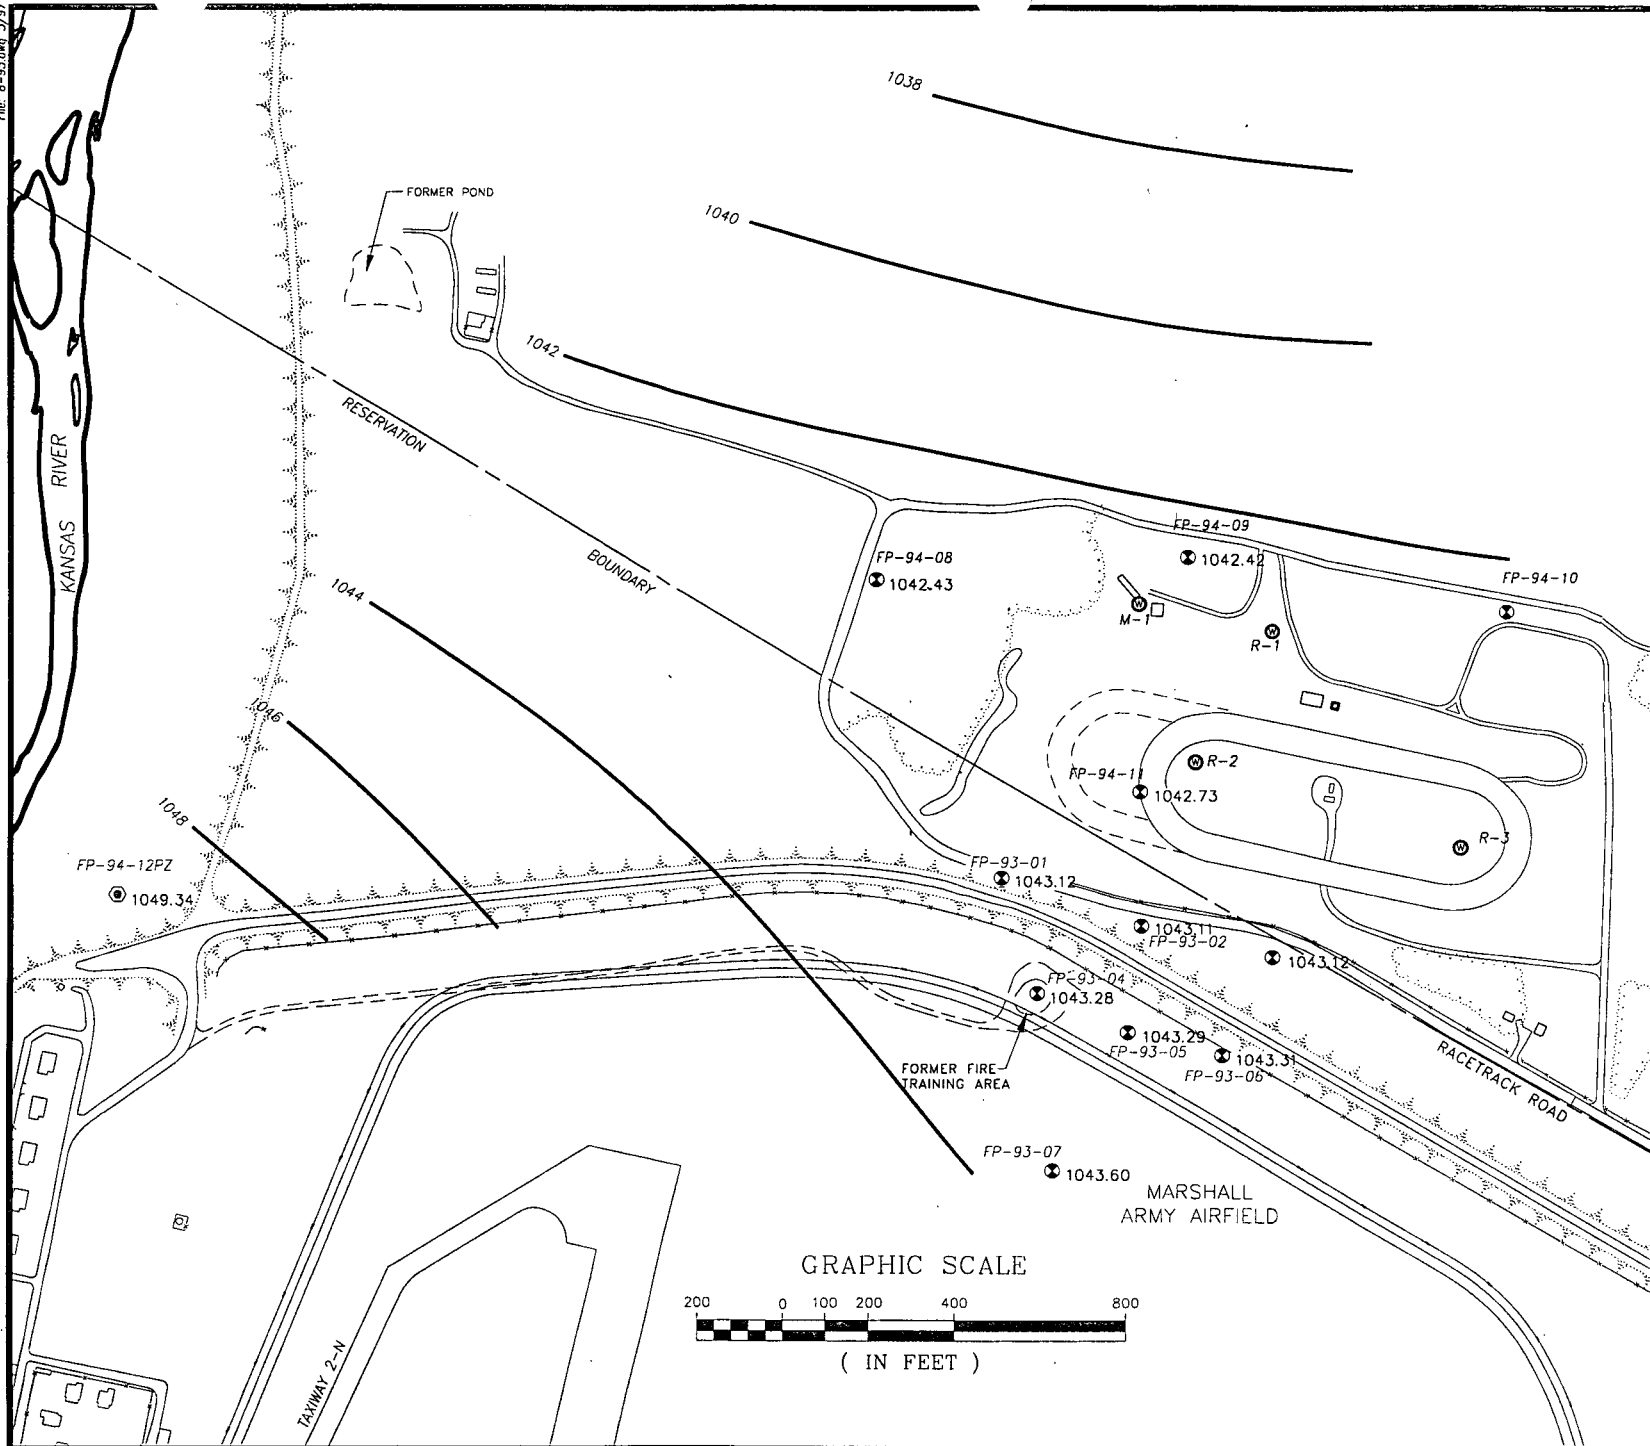 1038
FORMER POND
1040
1042
RESERVATION
KANSAS RIVER
FP-94-09
1042.42
FP-94-08
1042.43
BOUNDARY
FP-94-10
1044
M-1
R-1
1046
R-2
FP-94-11
1042.73
1048
R-3
FP-94-12PZ
1049.34
FP-93-01
1043.12
1043.11
FP-93-02
1043.12
FP-93-04
1043.28
1043.29
FP-93-05
1043.31
FP-93-06
FORMER FIRE
TRAINING AREA
RACETRACK ROAD
FP-93-07
1043.60
MARSHALL
ARMY AIRFIELD
GRAPHIC SCALE
200 0 100 200 400 800
( IN FEET )
TAXIWAY 2-N